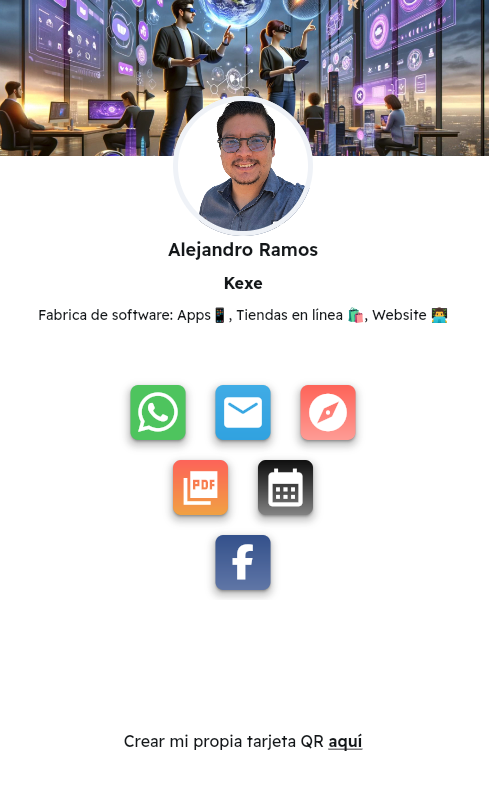 Alejandro Ramos
Kexe
Fabrica de software: Apps📱, Tiendas en línea 🛍️, Website 👨‍💻
PDF
Crear mi propia tarjeta QR aquí